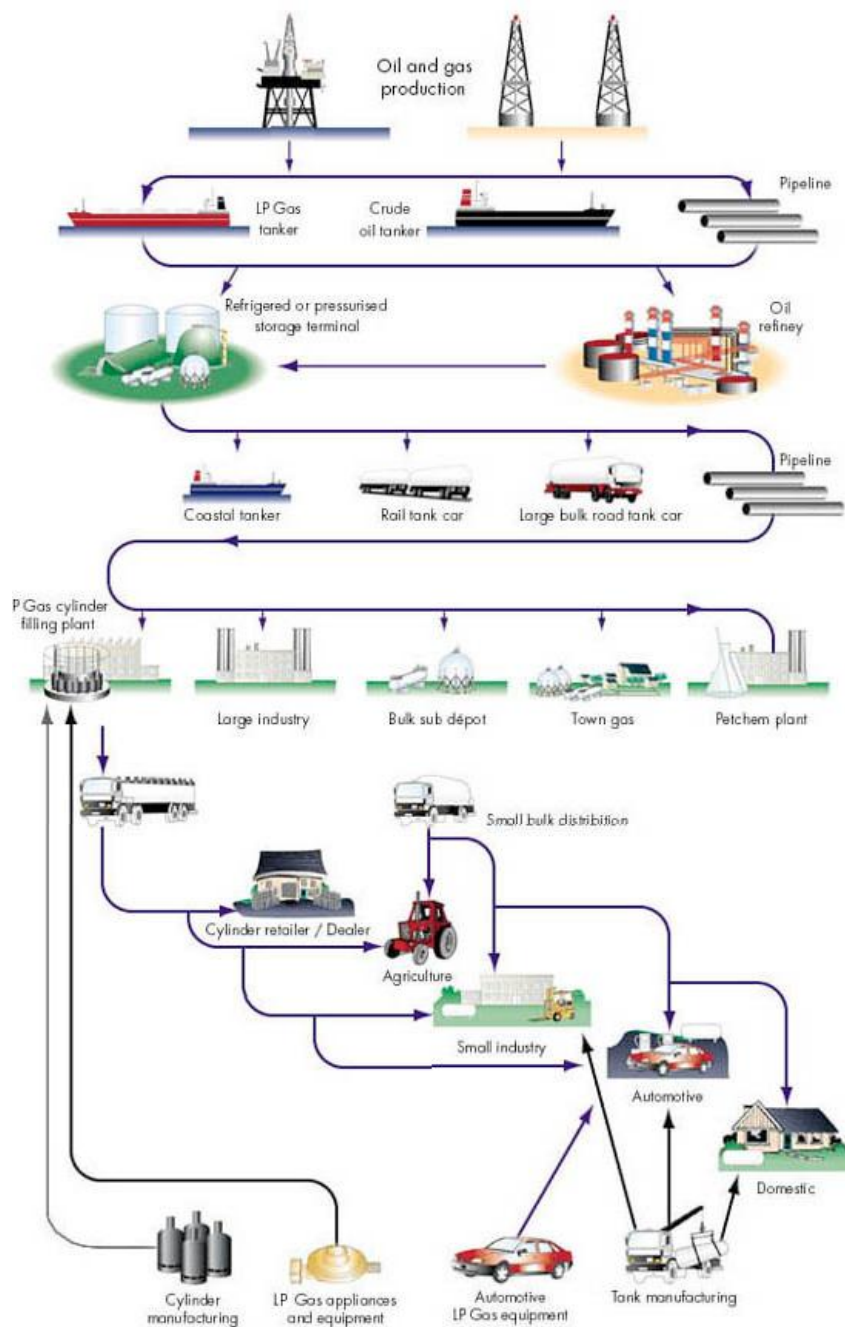 Oil and gas
production
LP Gas
tanker
Crude
oil tanker
Pipeline
Refrigered or pressurised
storage terminal
Oil
refiney
Coastal tanker
Rail tank car
Large bulk road tank car
Pipeline
P Gas cylinder
filling plant
Large industry
Bulk sub dépot
Town gas
Petchem plant
Small bulk distribition
Cylinder retailer / Dealer
Agriculture
Small industry
Automotive
Domestic
Cylinder
manufacturing
LP Gas appliances
and equipment
Automotive
LP Gas equipment
Tank manufacturing